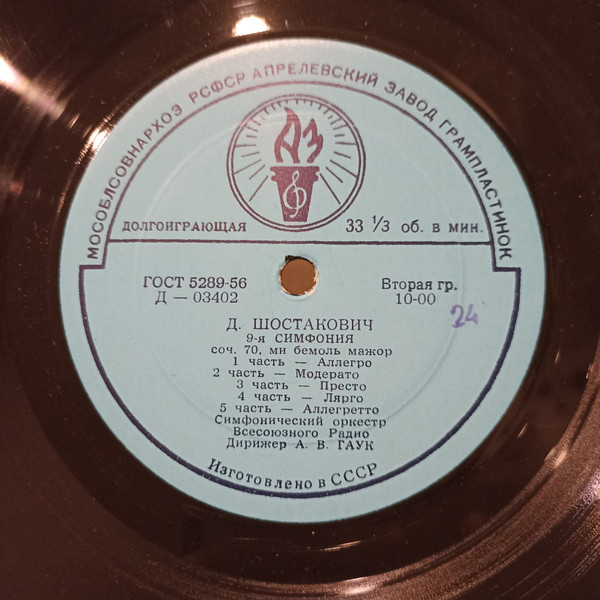 МОСОБЛСОВНАРХОЗ РСФСР АПРЕЛЕВСКИЙ ЗАВОД ГРАМПЛАСТИНОК
АЗ
ДОЛГОИГРАЮЩАЯ 33 1/3 об. в мин.
ГОСТ 5289-56 Вторая гр.
Д — 03402 10-00
24
Д. ШОСТАКОВИЧ
9-я СИМФОНИЯ
соч. 70, ми бемоль мажор
1 часть — Аллегро
2 часть — Модерато
3 часть — Престо
4 часть — Лярго
5 часть — Аллегретто
Симфонический оркестр
Всесоюзного Радио
Дирижер А. В. ГАУК
Изготовлено в СССР